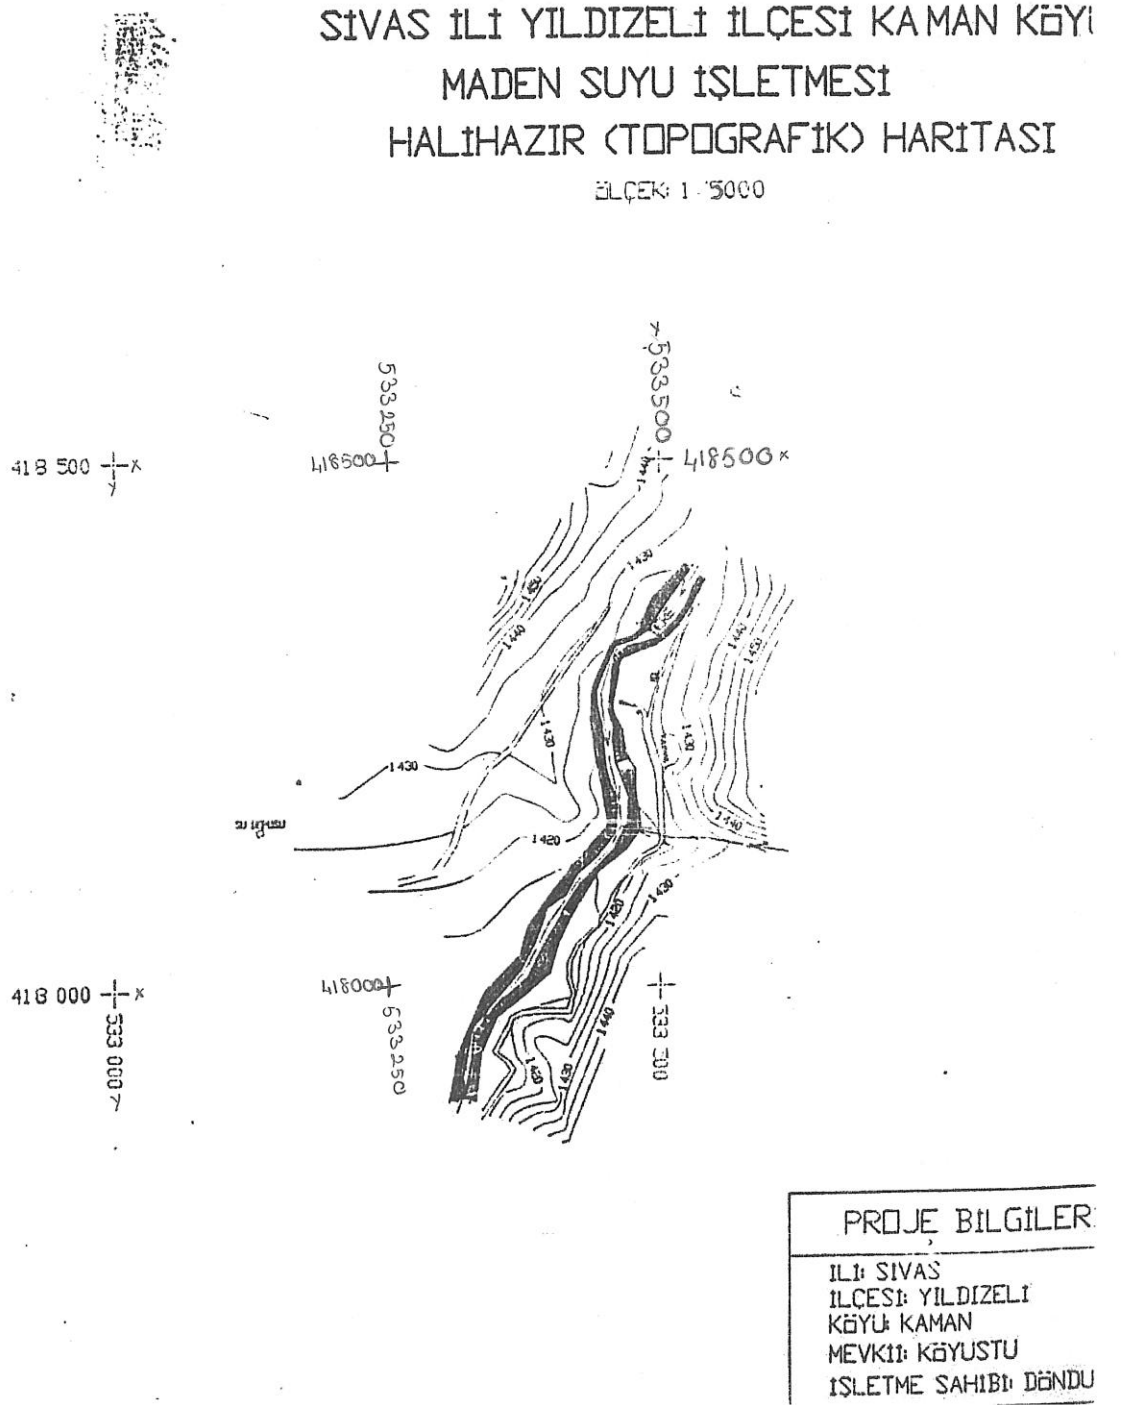 SİVAS İLİ YILDIZELİ İLÇESİ KAMAN KÖYÜ
MADEN SUYU İŞLETMESİ
HALİHAZIR (TOPOGRAFİK) HARİTASI
ÖLÇEK: 1 5000
533250
533500
418 500 x
418500
418500 x
y
1440
1430
1450
1440
1440
1450
1430
1430
1430
1440
1420
1430
1420
418 000 x
418000
533 000 y
533250
533 500
1440
1420
1430
PROJE BİLGİLER
İLİ: SİVAS
İLÇESİ: YILDIZELİ
KÖYÜ: KAMAN
MEVKİİ: KÖYÜSTÜ
İŞLETME SAHİBİ: DÖNDÜ